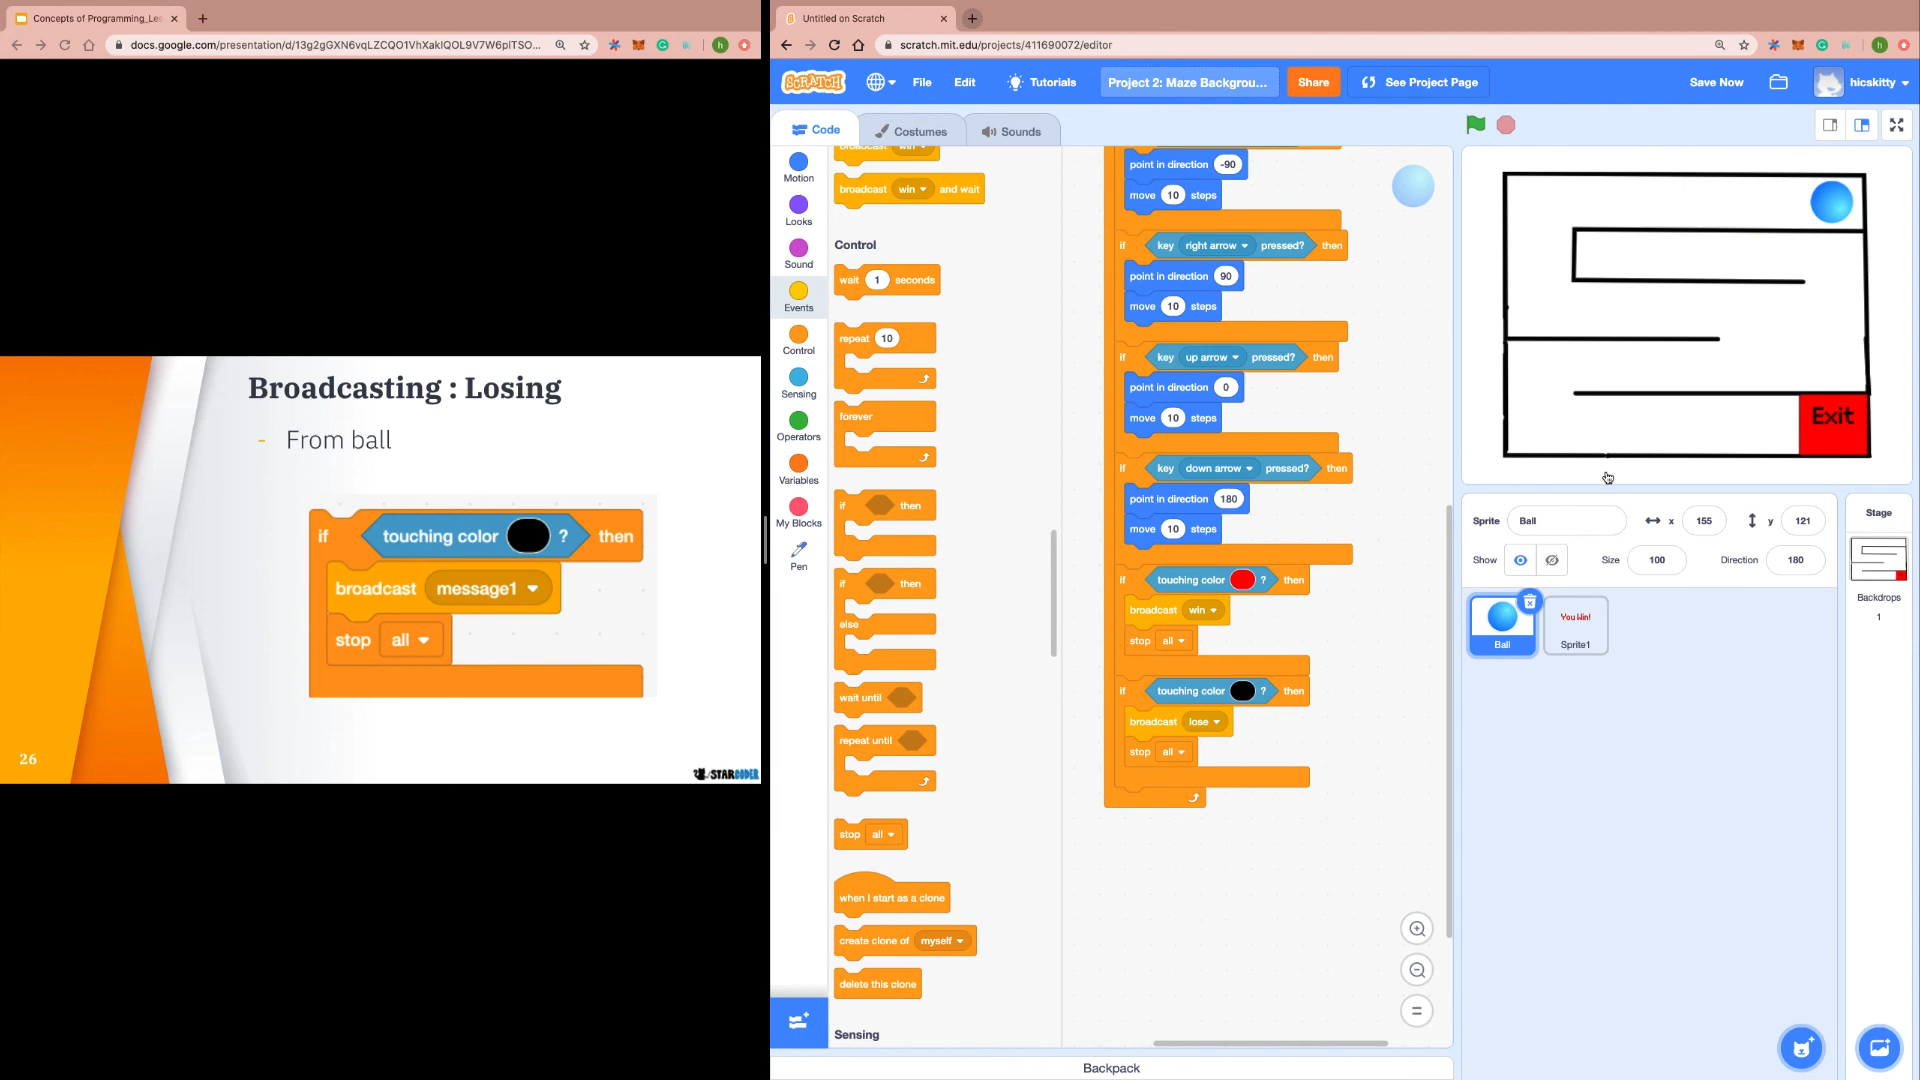 Concepts of Programming_Les
Untitled on Scratch
docs.google.com/presentation/d/13g2gGXN6vqLZCQO1VhXaklQOL9V7W6plTSO...
h
scratch.mit.edu/projects/411690072/editor
h
SCRATCH
File
Edit
Tutorials
Project 2: Maze Backgrou...
Share
See Project Page
Save Now
hicskitty
Code
Costumes
Sounds
Motion
Looks
Sound
Events
Control
Sensing
Operators
Variables
My Blocks
Pen
broadcast win
broadcast win and wait
Control
wait 1 seconds
repeat 10
forever
if then
if then
else
wait until
repeat until
stop all
when I start as a clone
create clone of myself
delete this clone
Sensing
point in direction -90
move 10 steps
if key right arrow pressed? then
point in direction 90
move 10 steps
if key up arrow pressed? then
point in direction 0
move 10 steps
if key down arrow pressed? then
point in direction 180
move 10 steps
if touching color ? then
broadcast win
stop all
if touching color ? then
broadcast lose
stop all
Backpack
Exit
Sprite Ball x 155 y 121
Show Size 100 Direction 180
Ball
You Win!
Sprite1
Stage
Backdrops
1
Broadcasting : Losing
- From ball
if touching color ? then
broadcast message1
stop all
26
STARCODER